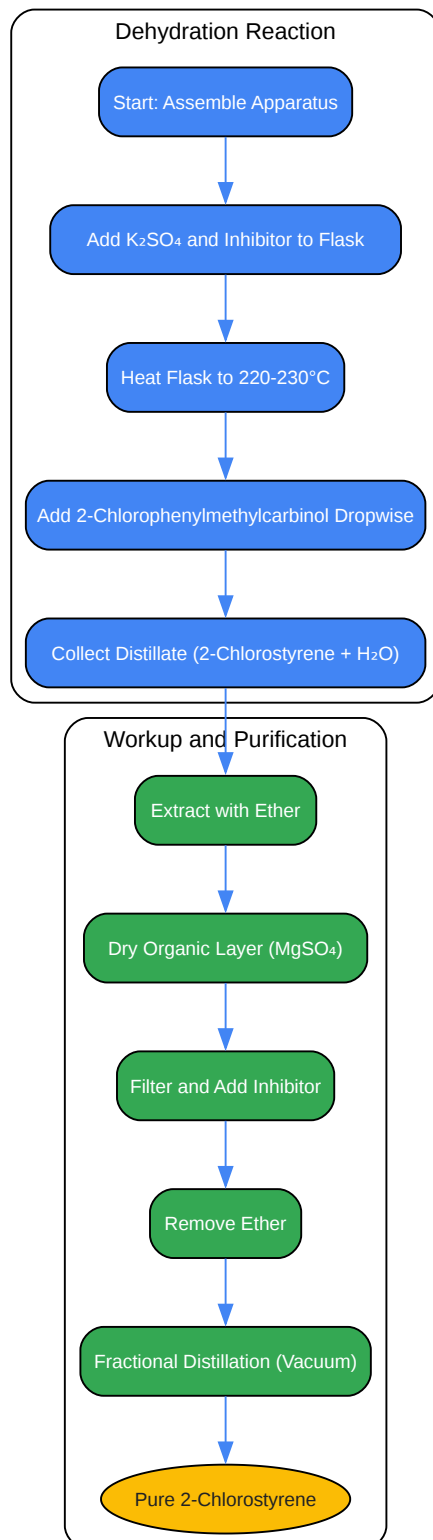 Dehydration Reaction
Start: Assemble Apparatus
Add K₂SO₄ and Inhibitor to Flask
Heat Flask to 220-230°C
Add 2-Chlorophenylmethylcarbinol Dropwise
Collect Distillate (2-Chlorostyrene + H₂O)
Workup and Purification
Extract with Ether
Dry Organic Layer (MgSO₄)
Filter and Add Inhibitor
Remove Ether
Fractional Distillation (Vacuum)
Pure 2-Chlorostyrene